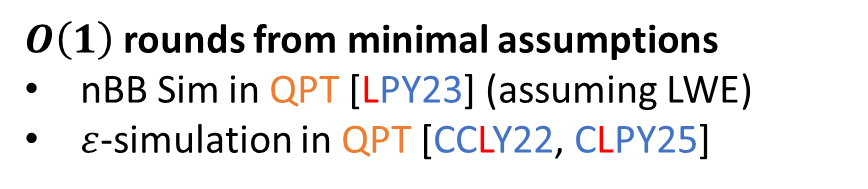 O(1) rounds from minimal assumptions
• nBB Sim in QPT [LPY23] (assuming LWE)
• ε-simulation in QPT [CCLY22, CLPY25]